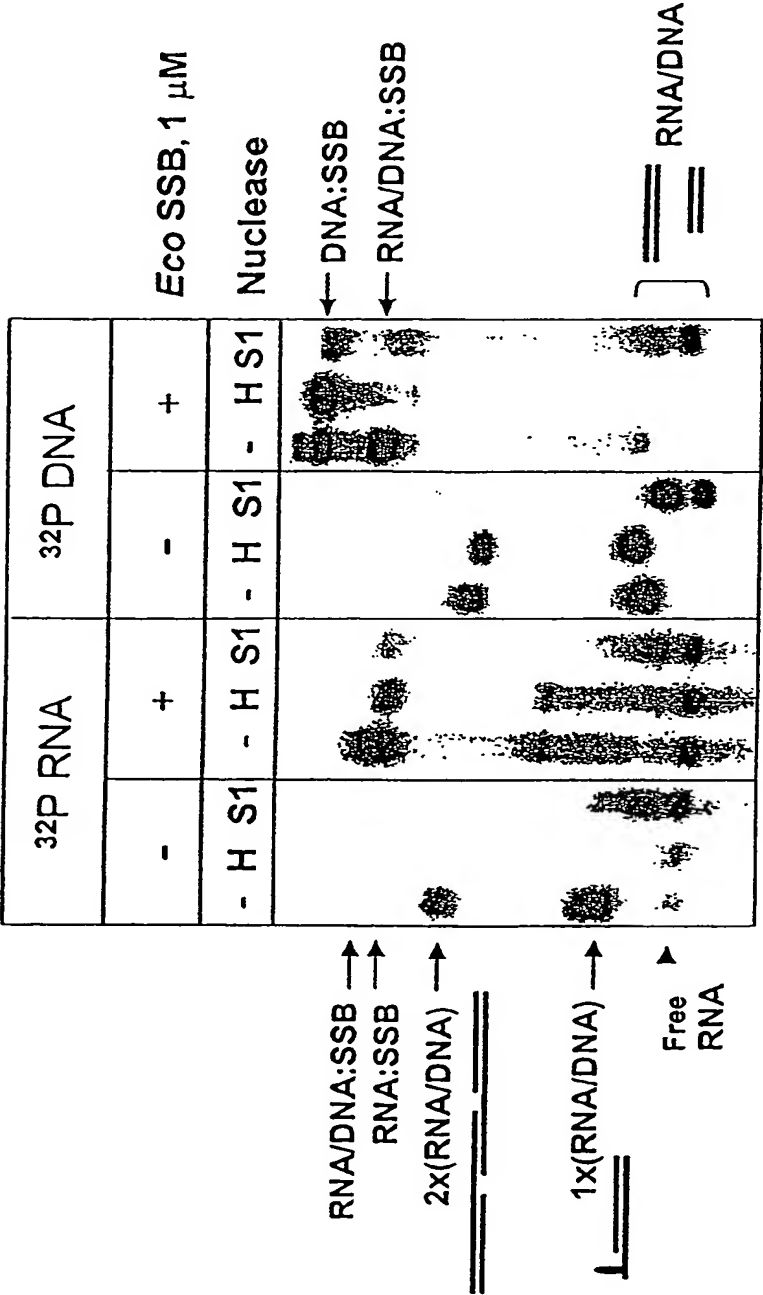 ³²P RNA ³²P DNA
- + - + Eco SSB, 1 µM
- H S1 - H S1 - H S1 - H S1 Nuclease
RNA/DNA:SSB
RNA:SSB
2x(RNA/DNA)
1x(RNA/DNA)
Free
RNA
DNA:SSB
RNA/DNA:SSB
RNA/DNA